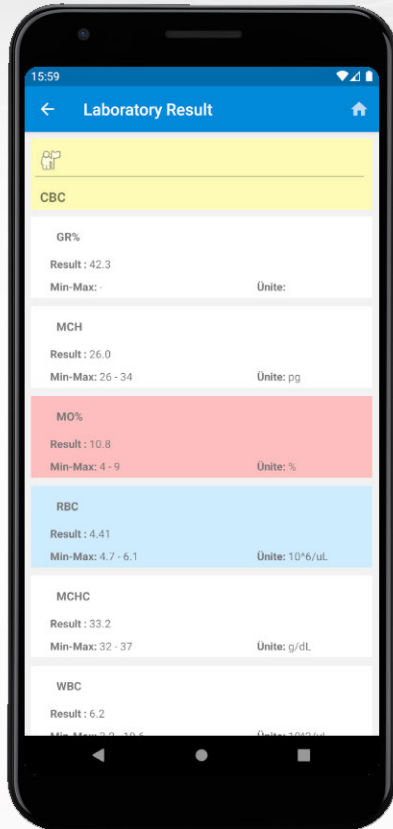 15:59
Laboratory Result
CBC
GR%
Result : 42.3
Min-Max: - Ünite:
MCH
Result : 26.0
Min-Max: 26 - 34 Ünite: pg
MO%
Result : 10.8
Min-Max: 4 - 9 Ünite: %
RBC
Result : 4.41
Min-Max: 4.7 - 6.1 Ünite: 10^6/uL
MCHC
Result : 33.2
Min-Max: 32 - 37 Ünite: g/dL
WBC
Result : 6.2